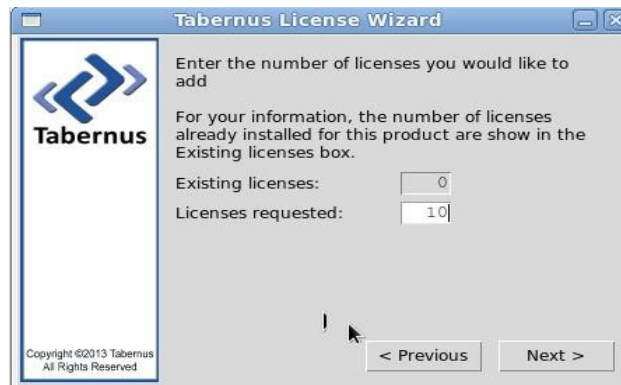 Tabernus License Wizard
Tabernus
Enter the number of licenses you would like to
add
For your information, the number of licenses
already installed for this product are show in the
Existing licenses box.
Existing licenses: 0
Licenses requested: 10
Copyright ©2013 Tabernus
All Rights Reserved
< Previous Next >